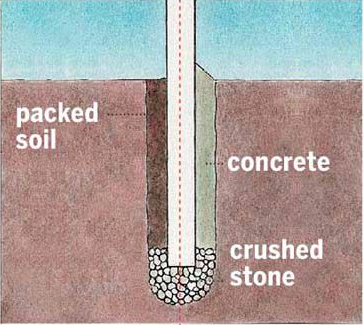 packed
soil
concrete
crushed
stone